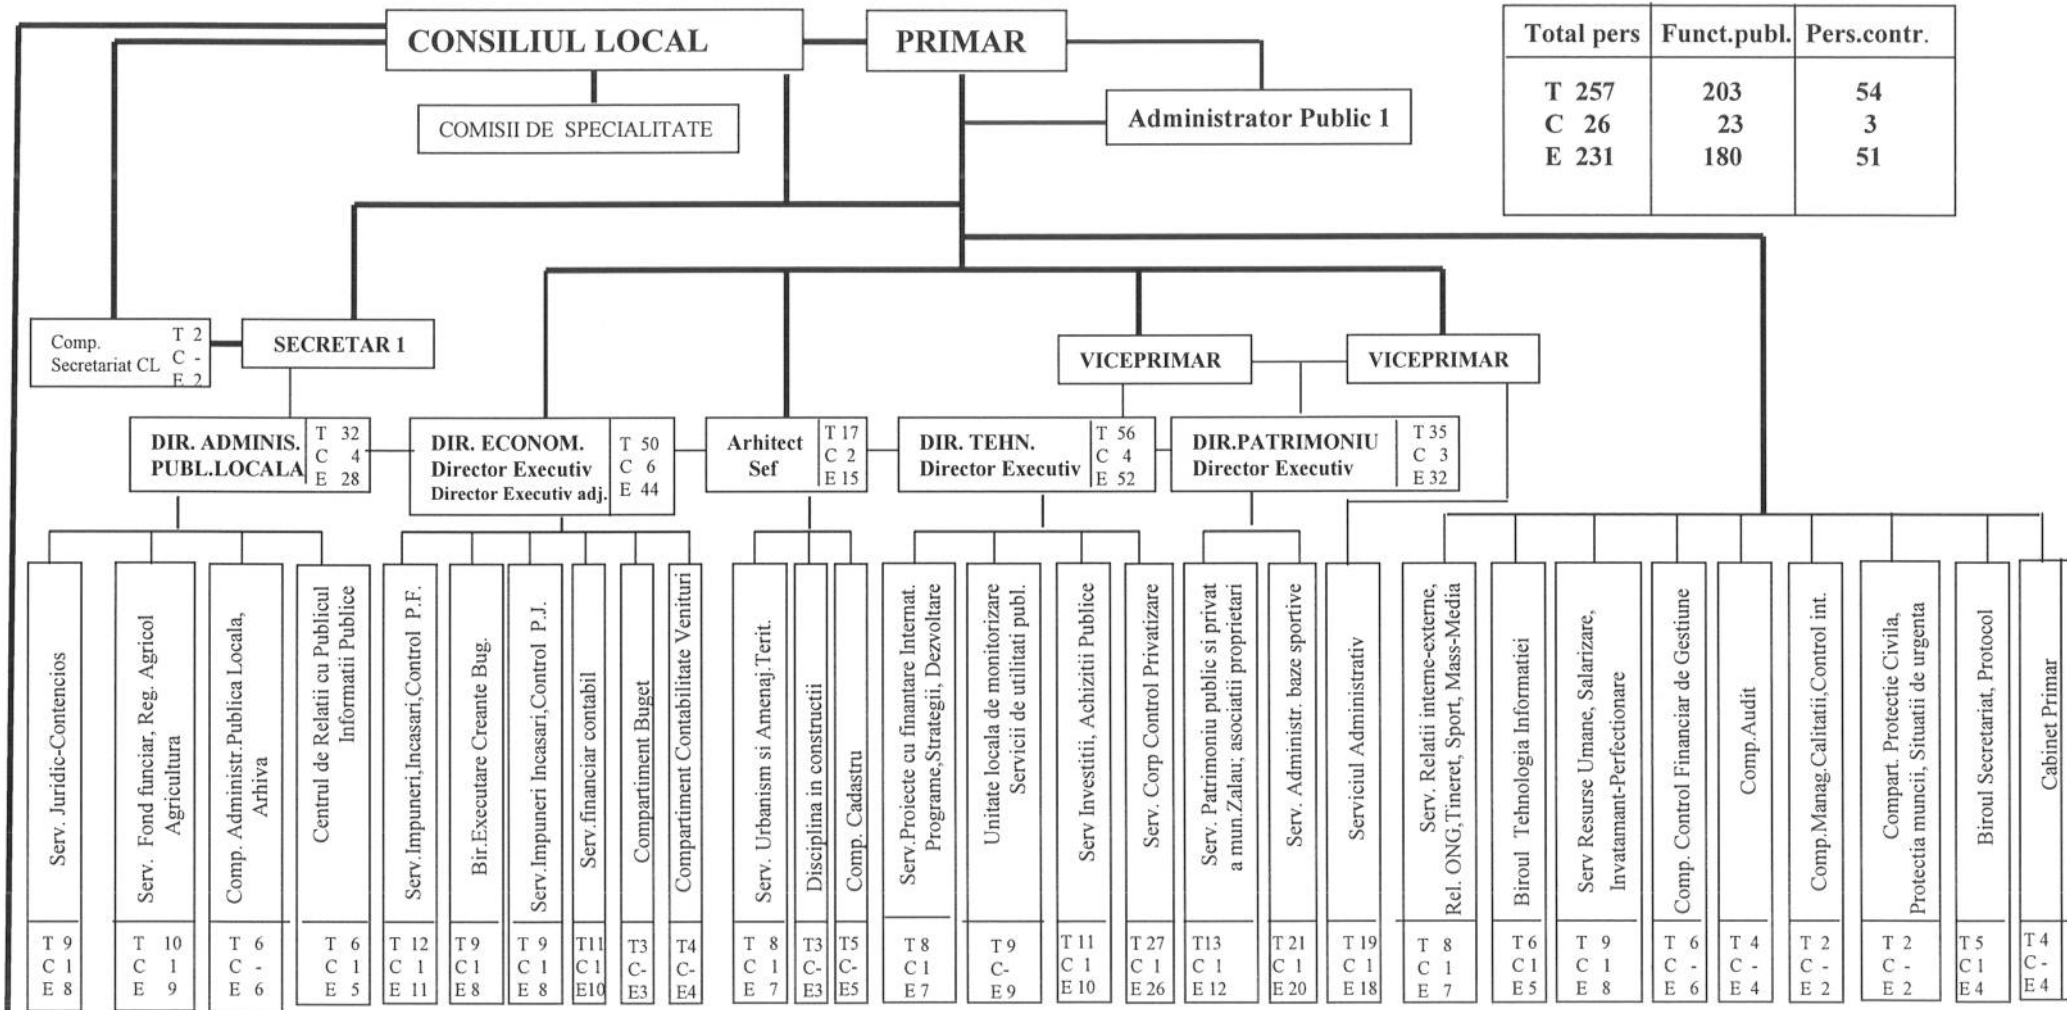 CONSILIUL LOCAL
PRIMAR
COMISII DE SPECIALITATE
Administrator Public 1
Total pers Funct.publ. Pers.contr.
T 257 203 54
C 26 23 3
E 231 180 51
Comp.
Secretariat CL
T 2
C -
E 2
SECRETAR 1
VICEPRIMAR
VICEPRIMAR
DIR. ADMINIS.
PUBL.LOCALA
T 32
C 4
E 28
DIR. ECONOM.
Director Executiv
Director Executiv adj.
T 50
C 6
E 44
Arhitect
Sef
T 17
C 2
E 15
DIR. TEHN.
Director Executiv
T 56
C 4
E 52
DIR.PATRIMONIU
Director Executiv
T 35
C 3
E 32
Serv. Juridic-Contencios
T 9
C 1
E 8
Serv. Fond funciar, Reg. Agricol
Agricultura
T 10
C 1
E 9
Comp. Administr.Publica Locala,
Arhiva
T 6
C -
E 6
Centrul de Relatii cu Publicul
Informatii Publice
T 6
C 1
E 5
Serv.Impuneri,Incasari,Control P.F.
T 12
C 1
E 11
Bir.Executare Creante Bug.
T 9
C 1
E 8
Serv.Impuneri Incasari,Control P.J.
T 9
C 1
E 8
Serv.financiar contabil
T11
C 1
E10
Compartiment Buget
T3
C-
E3
Compartiment Contabilitate Venituri
T4
C-
E4
Serv. Urbanism si Amenaj.Terit.
T 8
C 1
E 7
Disciplina in constructii
T3
C-
E3
Comp. Cadastru
T5
C-
E5
Serv.Proiecte cu finantare Internat.
Programe,Strategii, Dezvoltare
T 8
C 1
E 7
Unitate locala de monitorizare
Servicii de utilitati publ.
T 9
C-
E 9
Serv Investitii, Achizitii Publice
T 11
C 1
E 10
Serv. Corp Control Privatizare
T 27
C 1
E 26
Serv. Patrimoniu public si privat
a mun.Zalau; asociatii proprietari
T13
C 1
E 12
Serv. Administr. baze sportive
T 21
C 1
E 20
Serviciul Administrativ
T 19
C 1
E 18
Serv. Relatii interne-externe,
Rel. ONG,Tineret, Sport, Mass-Media
T 8
C 1
E 7
Biroul Tehnologia Informatiei
T 6
C 1
E 5
Serv Resurse Umane, Salarizare,
Invatamant-Perfectionare
T 9
C 1
E 8
Comp. Control Financiar de Gestiune
T 6
C -
E 6
Comp.Audit
T 4
C -
E 4
Comp.Manag.Calitatii,Control int.
T 2
C -
E 2
Compart. Protectie Civila,
Protectia muncii, Situatii de urgenta
T 2
C -
E 2
Biroul Secretariat, Protocol
T 5
C 1
E 4
Cabinet Primar
T 4
C -
E 4